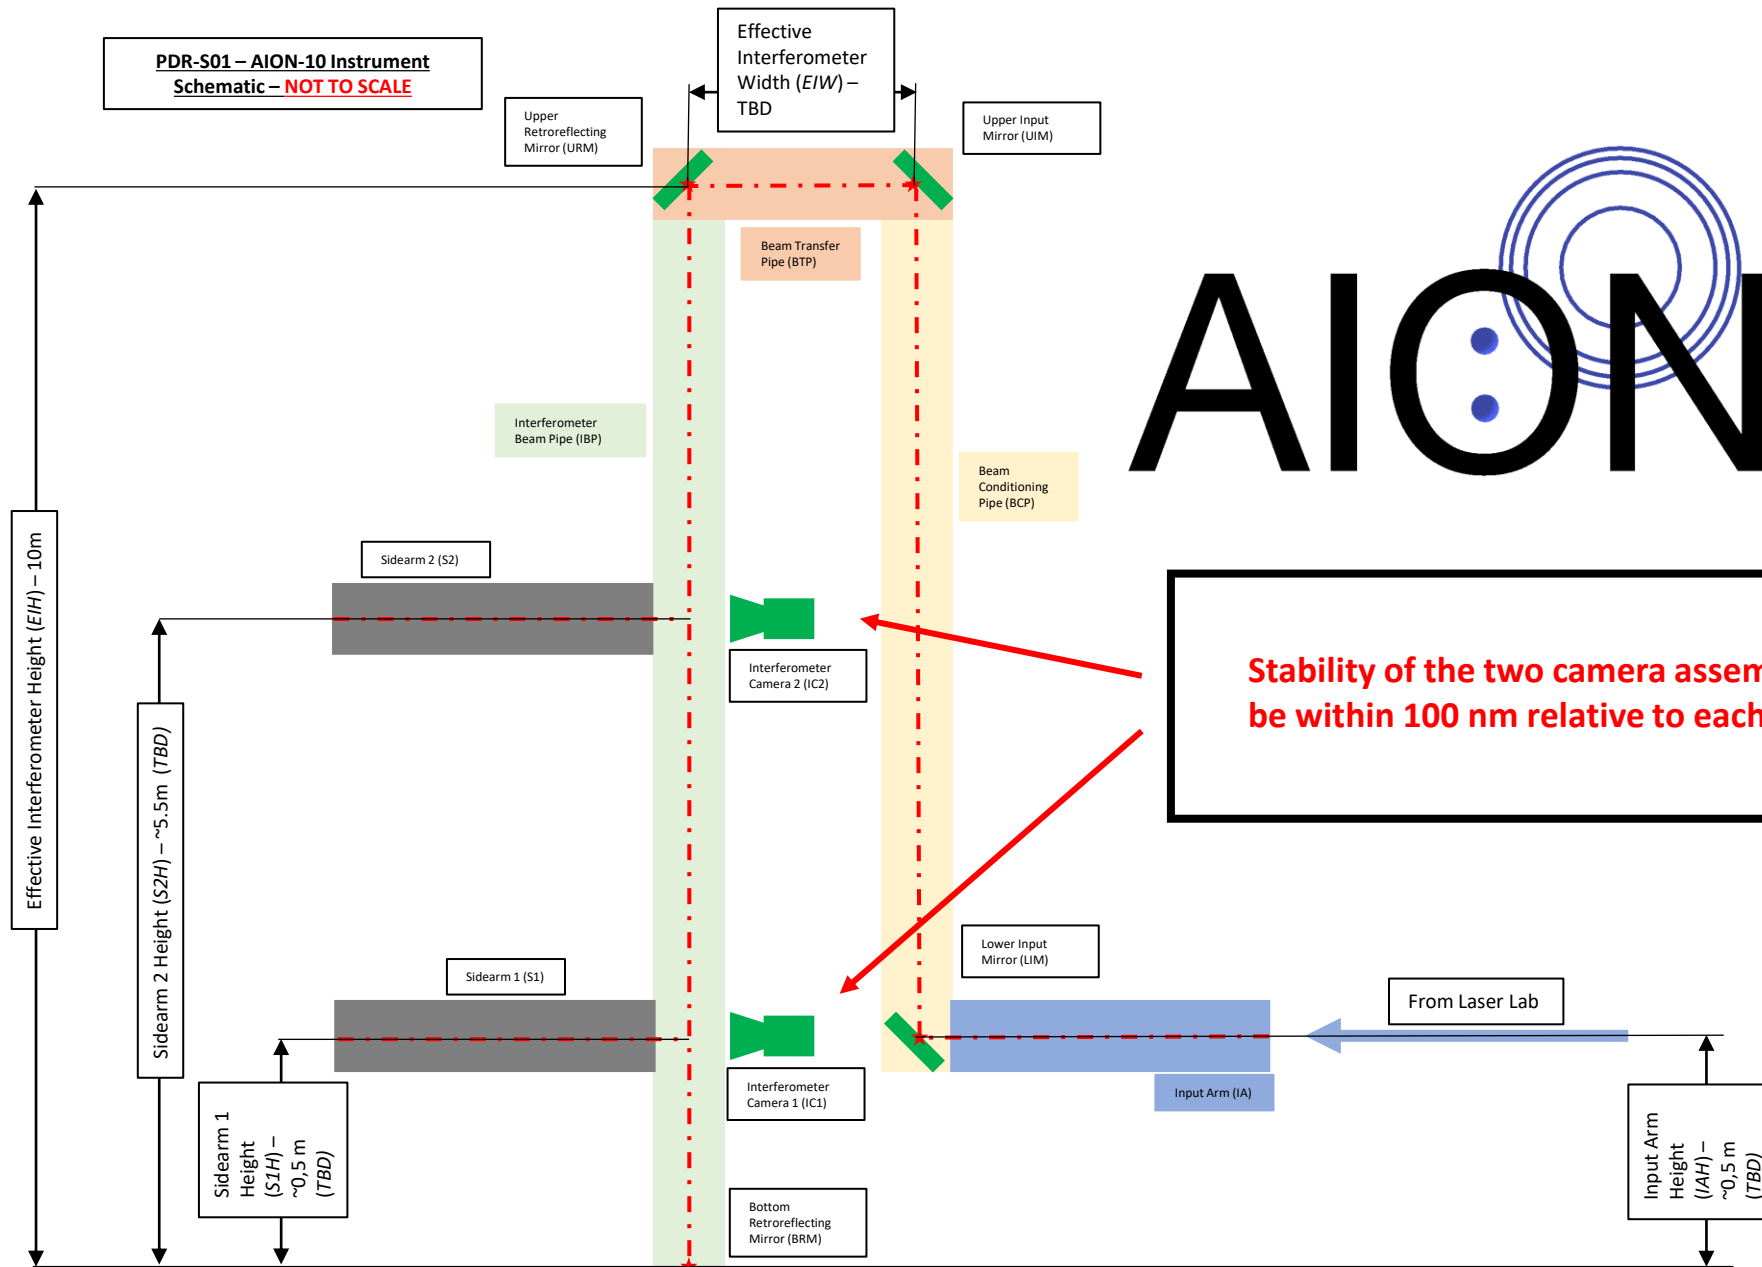 PDR-S01 – AION-10 Instrument
Schematic – NOT TO SCALE
Effective
Interferometer
Width (EIW) –
TBD
Upper
Retroreflecting
Mirror (URM)
Upper Input
Mirror (UIM)
Beam Transfer
Pipe (BTP)
AION
Interferometer
Beam Pipe (IBP)
Beam
Conditioning
Pipe (BCP)
Effective Interferometer Height (EIH) – 10m
Sidearm 2 (S2)
Interferometer
Camera 2 (IC2)
Stability of the two camera assem
be within 100 nm relative to each
Sidearm 2 Height (S2H) – ~5.5m (TBD)
Sidearm 1 (S1)
Lower Input
Mirror (LIM)
From Laser Lab
Interferometer
Camera 1 (IC1)
Input Arm (IA)
Sidearm 1
Height
(S1H) –
~0,5 m
(TBD)
Input Arm
Height
(IAH) –
~0,5 m
(TBD)
Bottom
Retroreflecting
Mirror (BRM)